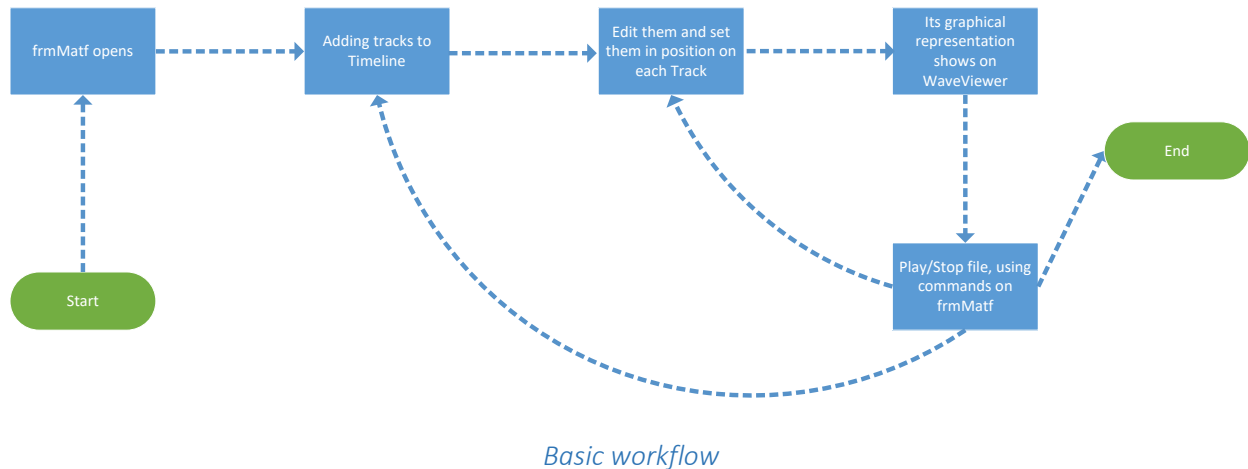 frmMatf opens
Adding tracks to
Timeline
Edit them and set
them in position on
each Track
Its graphical
representation
shows on
WaveViewer
End
Start
Play/Stop file, using
commands on
frmMatf
Basic workflow